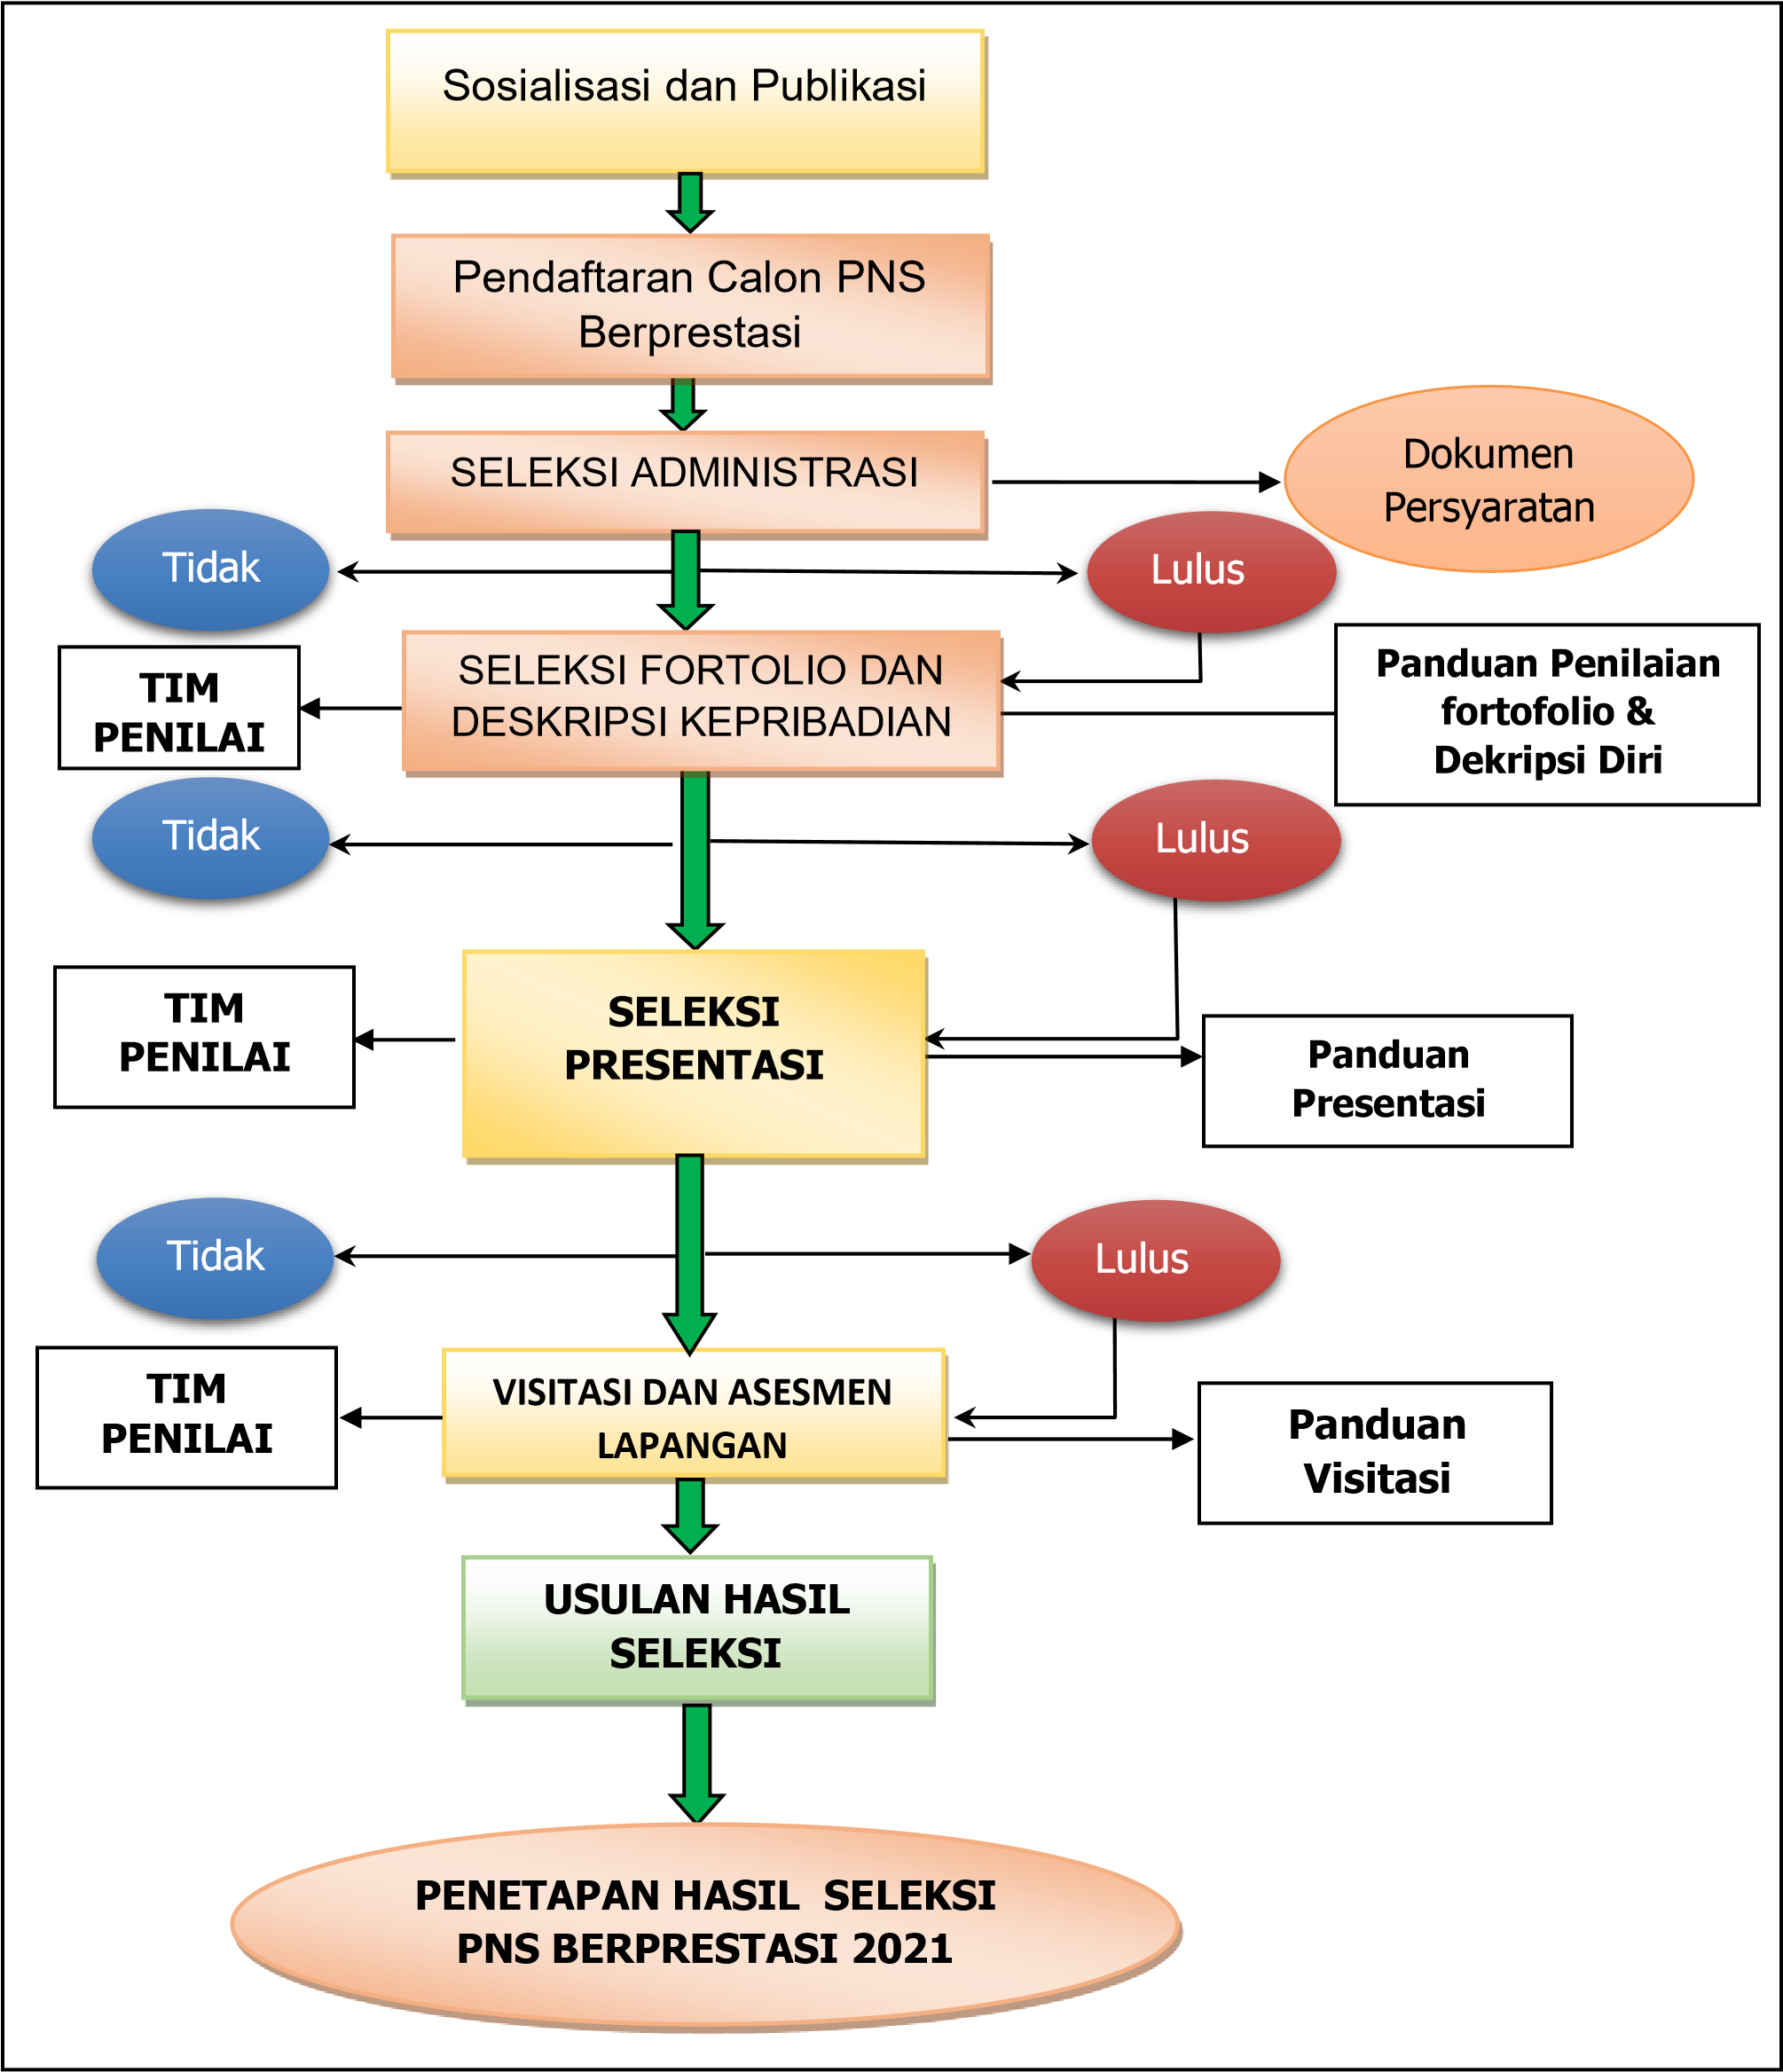 Sosialisasi dan Publikasi
Pendaftaran Calon PNS
Berprestasi
SELEKSI ADMINISTRASI
Dokumen
Persyaratan
Tidak
Lulus
TIM
PENILAI
SELEKSI FORTOLIO DAN
DESKRIPSI KEPRIBADIAN
Panduan Penilaian
fortofolio &
Dekripsi Diri
Tidak
Lulus
TIM
PENILAI
SELEKSI
PRESENTASI
Panduan
Presentasi
Tidak
Lulus
TIM
PENILAI
VISITASI DAN ASESMEN
LAPANGAN
Panduan
Visitasi
USULAN HASIL
SELEKSI
PENETAPAN HASIL  SELEKSI
PNS BERPRESTASI 2021